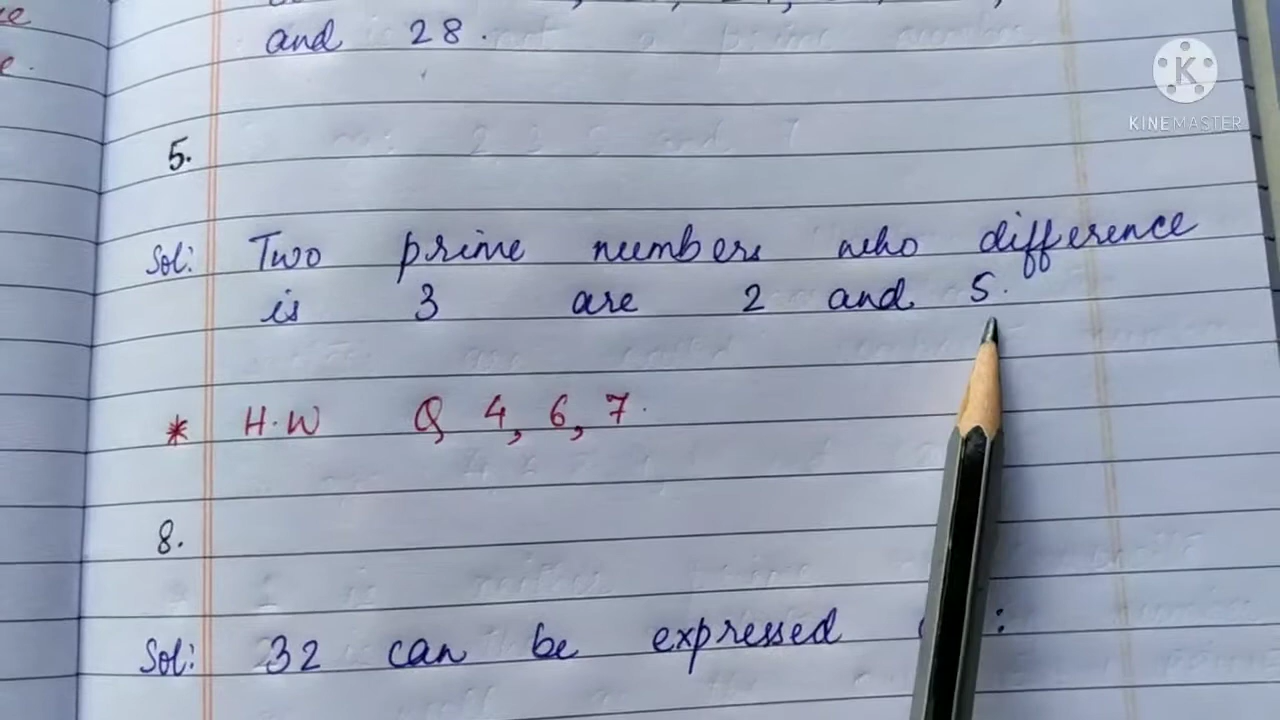 and 28.
5.
Sol: Two prime numbers who difference
is 3 are 2 and 5.
* H.W Q 4, 6, 7.
8.
Sol: 32 can be expressed :
KINEMASTER